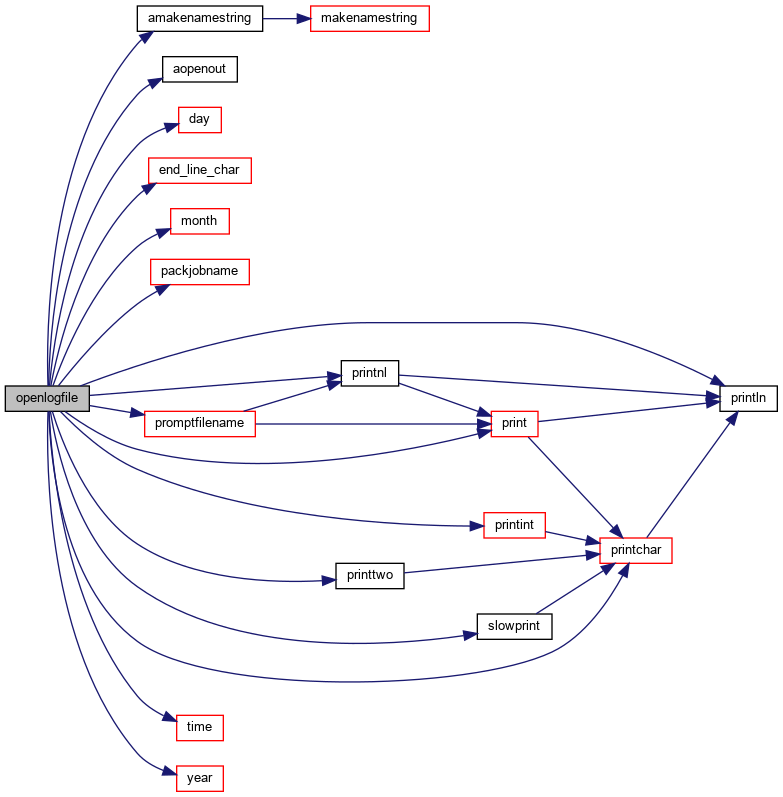 amakenamestring
makenamestring
aopenout
day
end_line_char
month
packjobname
printnl
openlogfile
println
promptfilename
print
printint
printchar
printtwo
slowprint
time
year